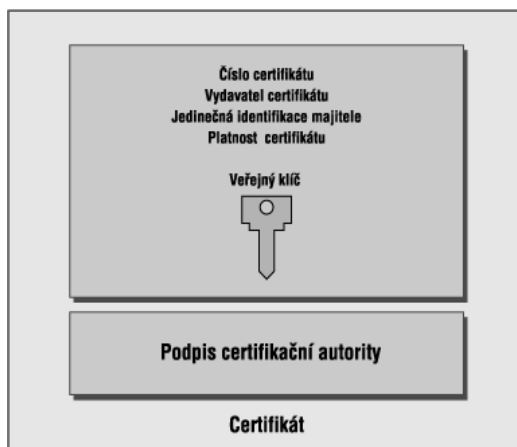 Číslo certifikátu
Vydavatel certifikátu
Jedinečná identifikace majitele
Platnost certifikátu
Veřejný klíč
Podpis certifikační autority
Certifikát